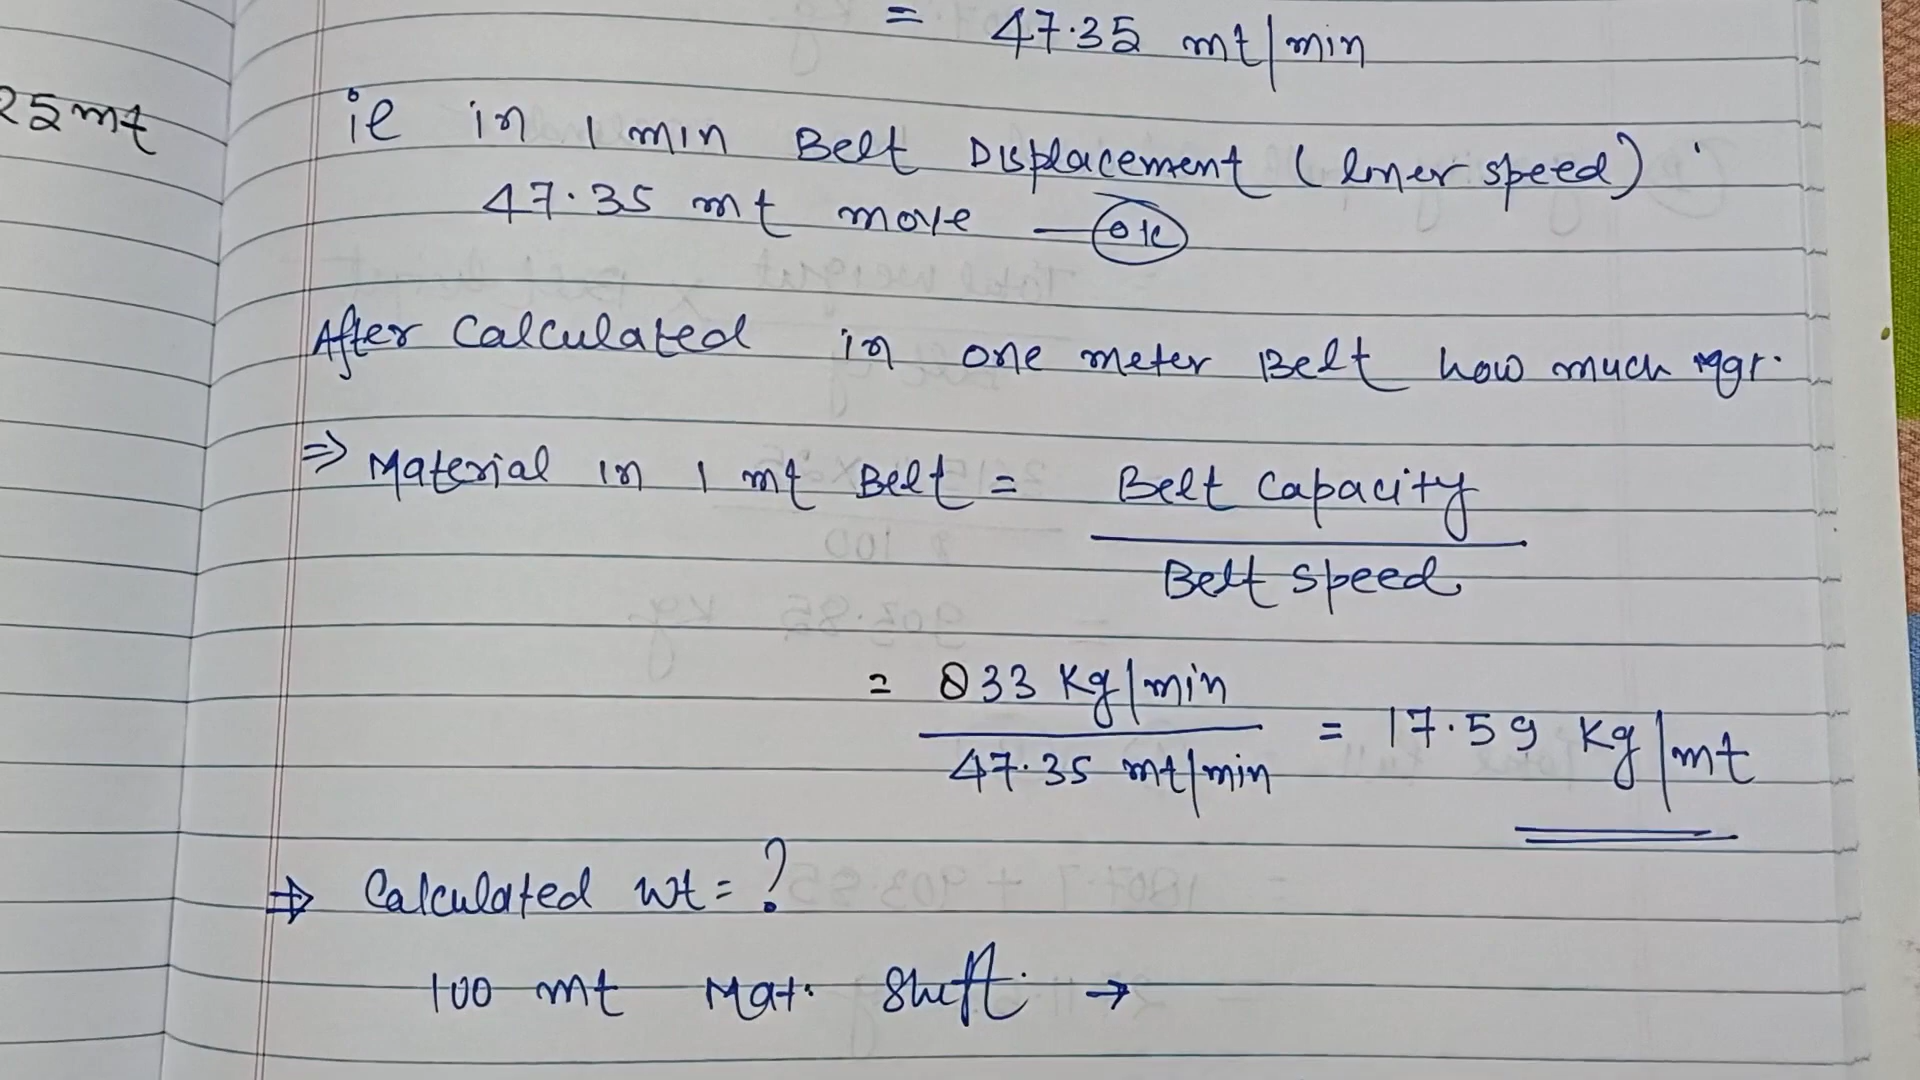 = 47.35 mt/min
25mt
ie in 1 min Belt Displacement (liner speed)
47.35 mt move — ok
After Calculated in one meter Belt how much
⇒ Material in 1 mt Belt = Belt Capacity
Belt speed
= 833 Kg/min
47.35 mt/min
= 17.59 Kg/mt
⇒ Calculated wt = ?
100 mt Mat. Shift →